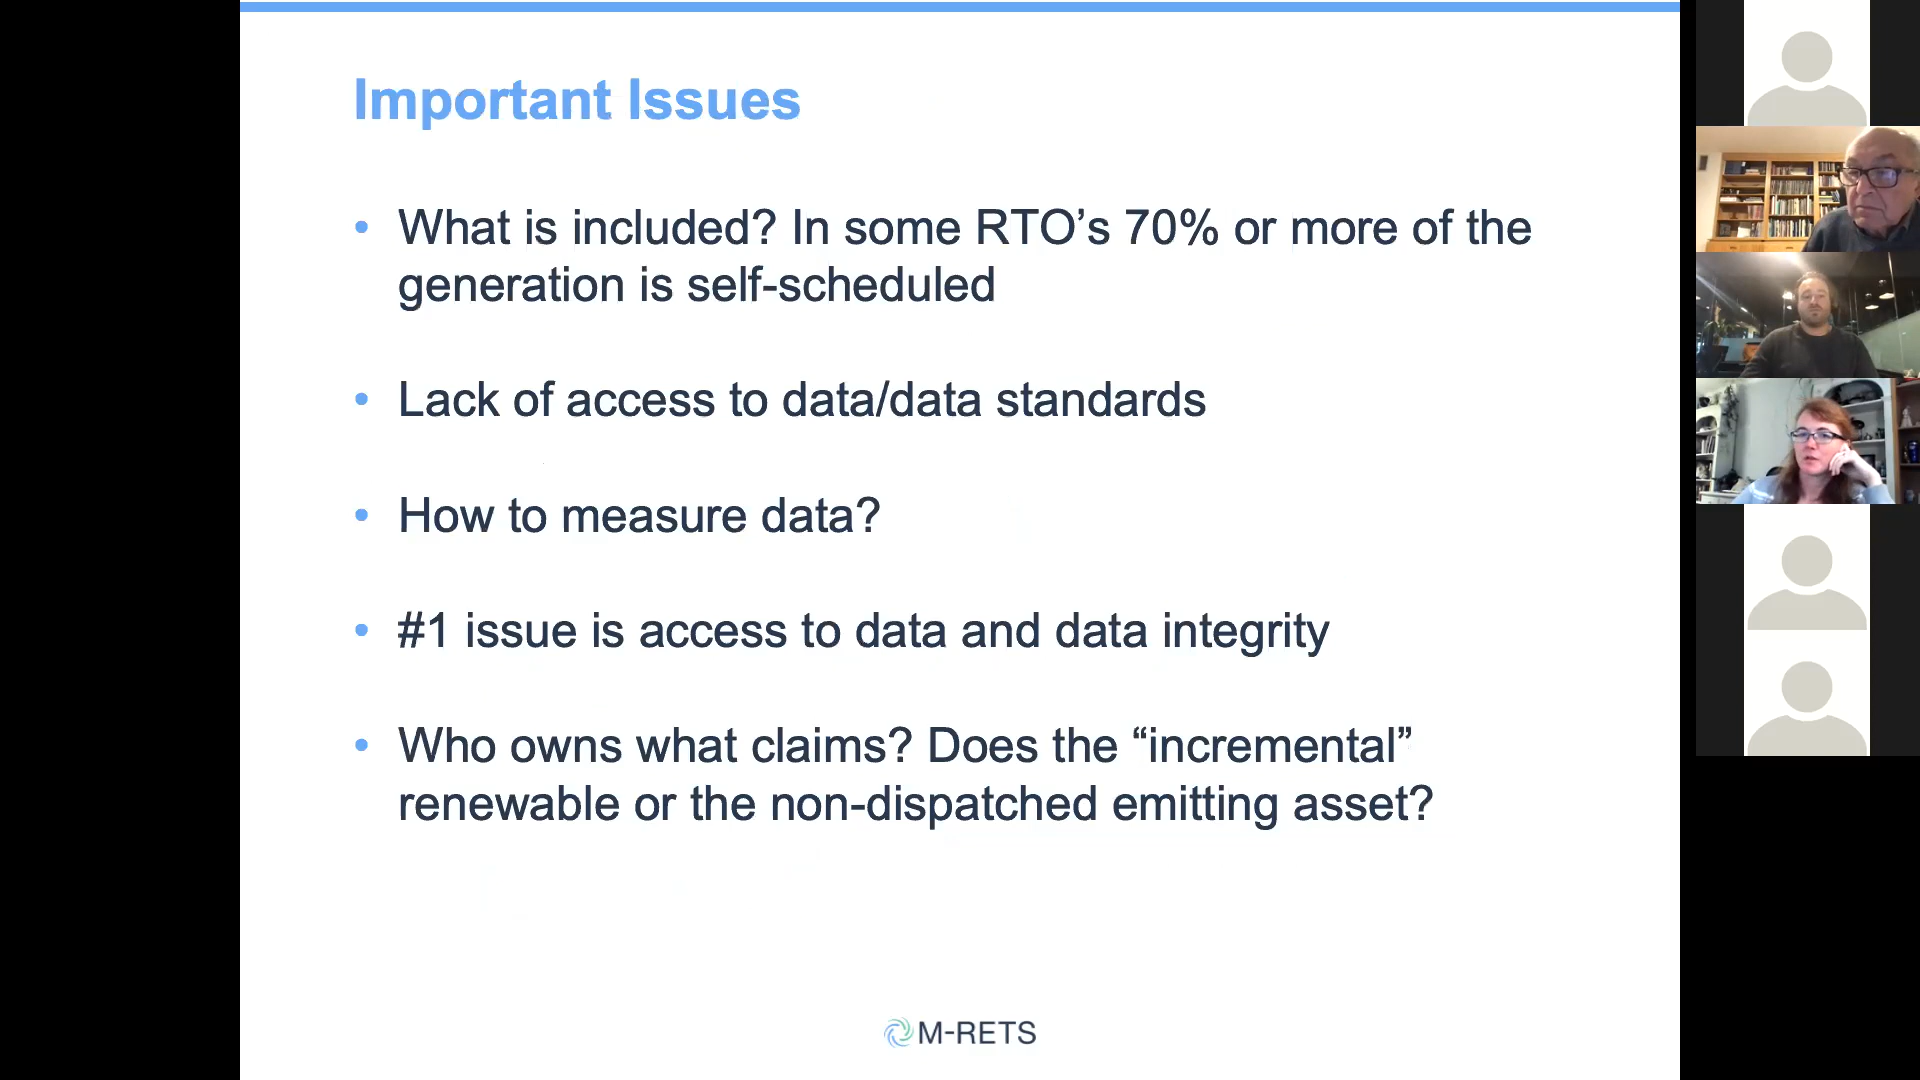 Important Issues
• What is included? In some RTO’s 70% or more of the
generation is self-scheduled
• Lack of access to data/data standards
• How to measure data?
• #1 issue is access to data and data integrity
• Who owns what claims? Does the “incremental”
renewable or the non-dispatched emitting asset?
M-RETS